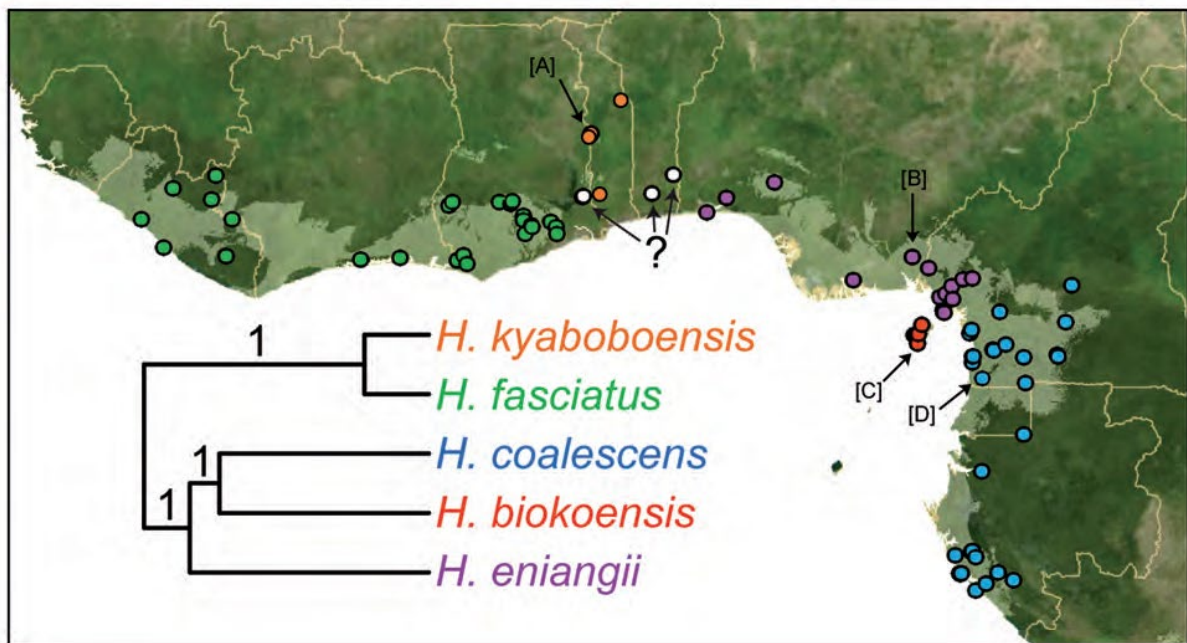 [A]
[B]
?
[C]
[D]
1
H. kyaboboensis
H. fasciatus
1
H. coalescens
1
H. biokoensis
H. eniangii